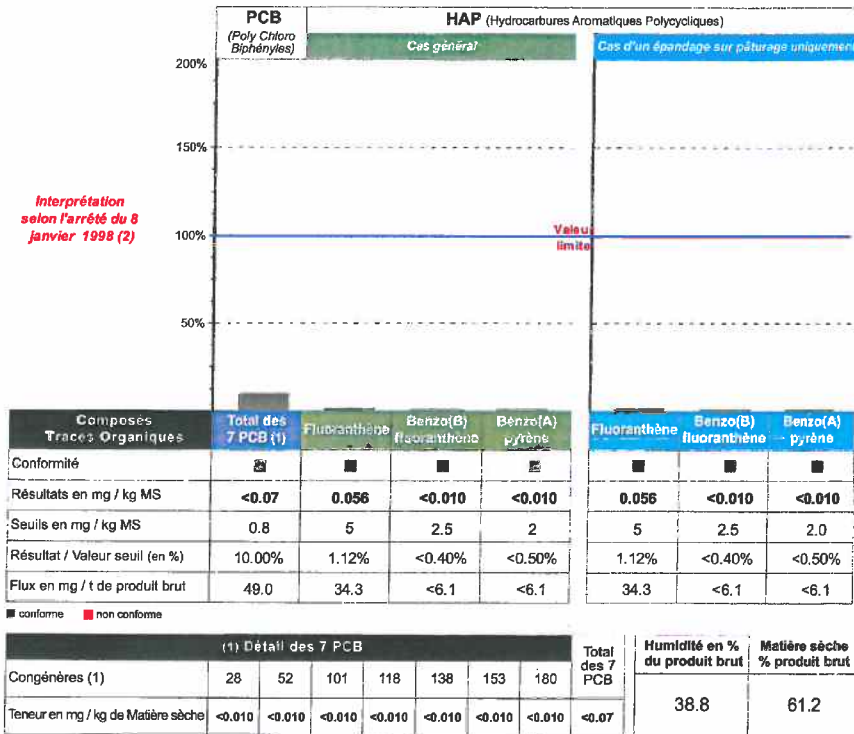 PCB
(Poly Chloro
Biphényles)
HAP (Hydrocarbures Aromatiques Polycycliques)
Cas général
Cas d'un épandage sur pâturage uniquement
200%
150%
100%
50%
Interprétation
selon l'arrêté du 8
janvier 1998 (2)
Valeur
limite
Composés
Traces Organiques
Total des
7 PCB (1)
Fluoranthène
Benzo(B)
fluoranthène
Benzo(A)
pyrène
Fluoranthène
Benzo(B)
fluoranthène
Benzo(A)
pyrène
Conformité
Résultats en mg / kg MS <0.07 0.056 <0.010 <0.010 0.056 <0.010 <0.010
Seuils en mg / kg MS 0.8 5 2.5 2 5 2.5 2.0
Résultat / Valeur seuil (en %) 10.00% 1.12% <0.40% <0.50% 1.12% <0.40% <0.50%
Flux en mg / t de produit brut 49.0 34.3 <6.1 <6.1 34.3 <6.1 <6.1
conforme non conforme
(1) Détail des 7 PCB
Total
des 7
PCB
Congénères (1) 28 52 101 118 138 153 180
Teneur en mg / kg de Matière sèche <0.010 <0.010 <0.010 <0.010 <0.010 <0.010 <0.010 <0.07
Humidité en %
du produit brut
Matière sèche
% produit brut
38.8 61.2